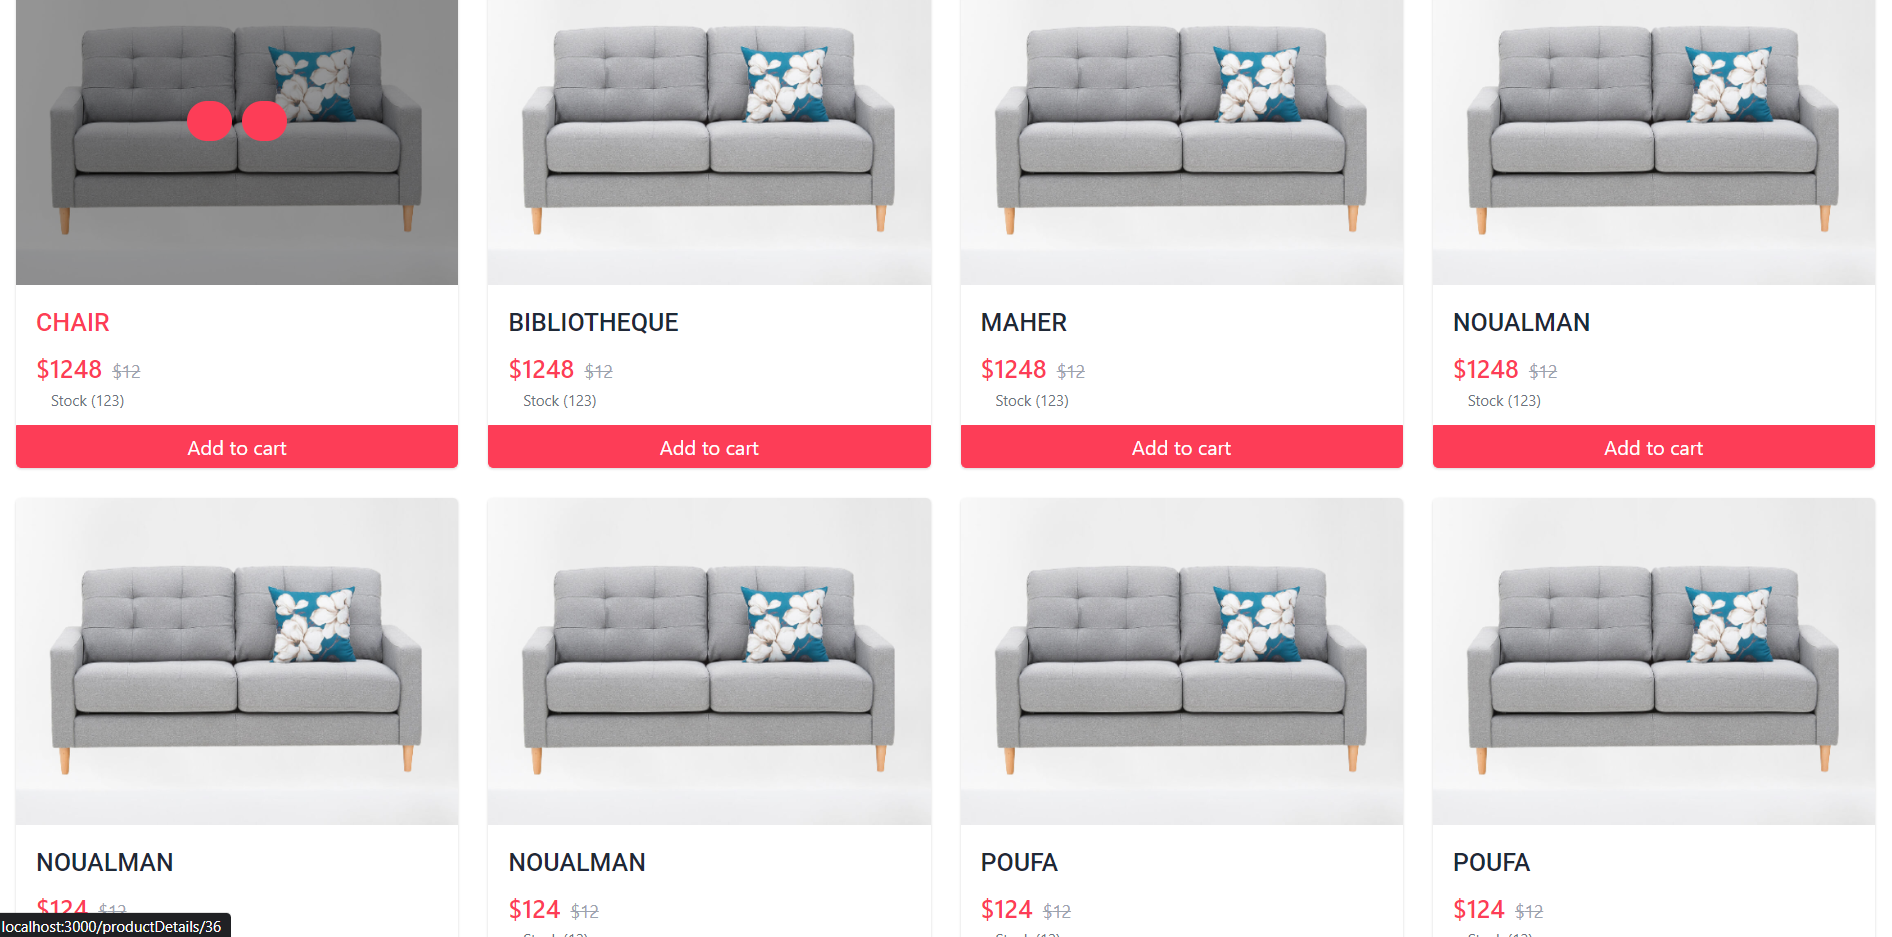 CHAIR
$1248 $12
Stock (123)
Add to cart
BIBLIOTHEQUE
$1248 $12
Stock (123)
Add to cart
MAHER
$1248 $12
Stock (123)
Add to cart
NOUALMAN
$1248 $12
Stock (123)
Add to cart
NOUALMAN
$124 $12
NOUALMAN
$124 $12
POUFA
$124 $12
POUFA
$124 $12
localhost:3000/productDetails/36